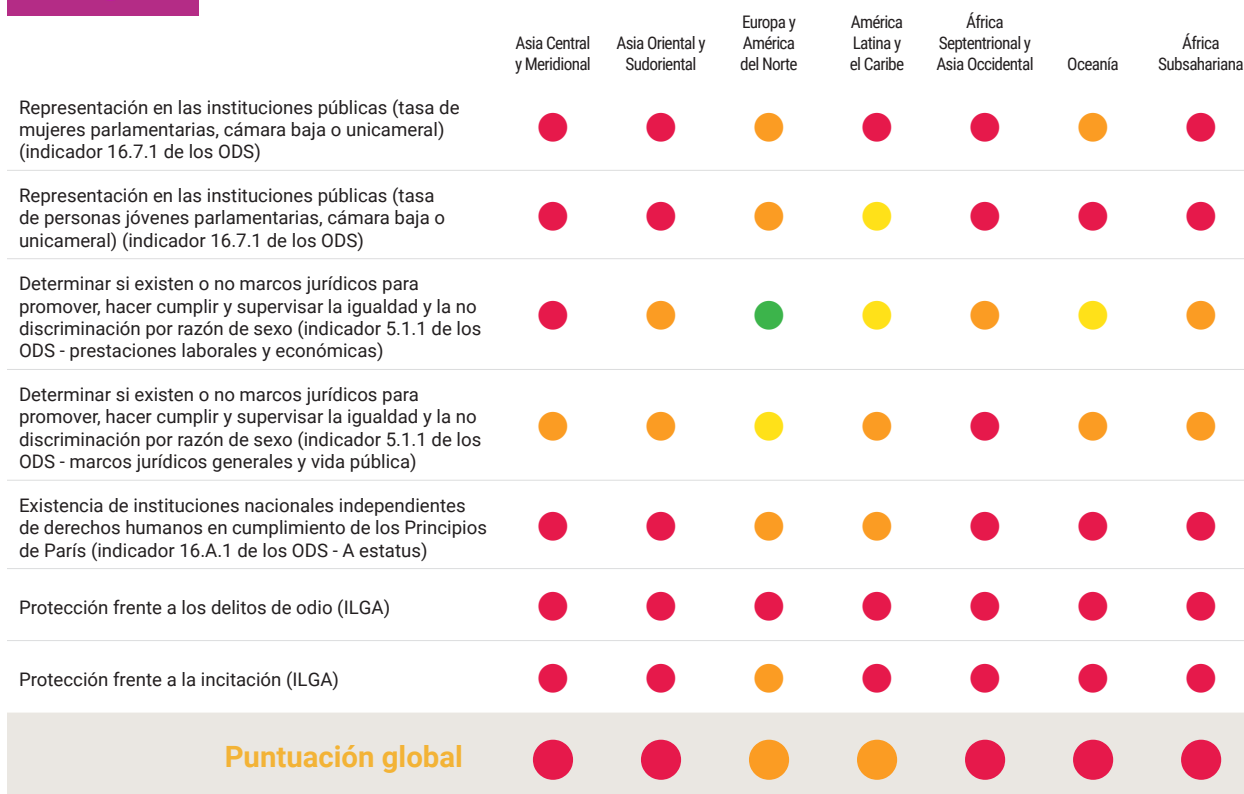 Asia Central
y Meridional
Asia Oriental y
Sudoriental
Europa y
América
del Norte
América
Latina y
el Caribe
África
Septentrional y
Asia Occidental
Oceanía
África
Subsahariana
Representación en las instituciones públicas (tasa de
mujeres parlamentarias, cámara baja o unicameral)
(indicador 16.7.1 de los ODS)
Representación en las instituciones públicas (tasa
de personas jóvenes parlamentarias, cámara baja o
unicameral) (indicador 16.7.1 de los ODS)
Determinar si existen o no marcos jurídicos para
promover, hacer cumplir y supervisar la igualdad y la no
discriminación por razón de sexo (indicador 5.1.1 de los
ODS - prestaciones laborales y económicas)
Determinar si existen o no marcos jurídicos para
promover, hacer cumplir y supervisar la igualdad y la no
discriminación por razón de sexo (indicador 5.1.1 de los
ODS - marcos jurídicos generales y vida pública)
Existencia de instituciones nacionales independientes
de derechos humanos en cumplimiento de los Principios
de París (indicador 16.A.1 de los ODS - A estatus)
Protección frente a los delitos de odio (ILGA)
Protección frente a la incitación (ILGA)
Puntuación global